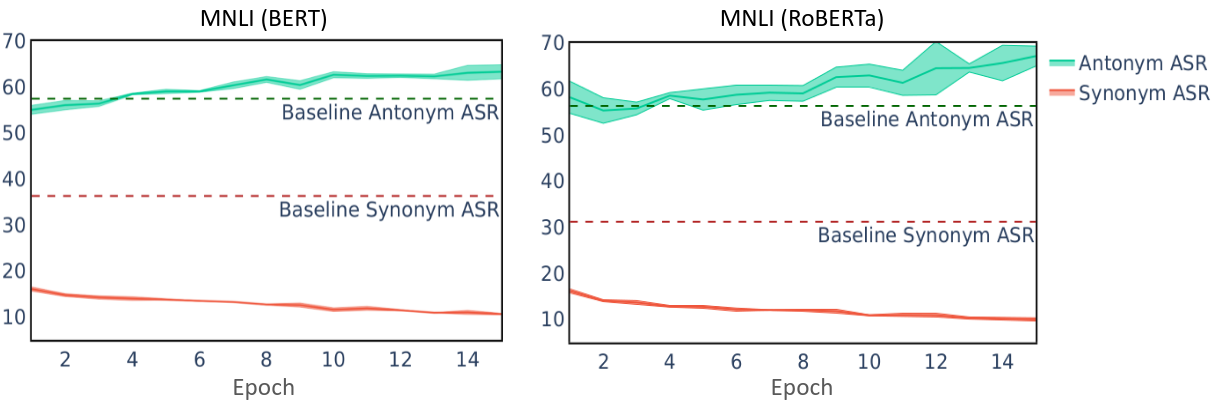 MNLI (BERT)
70
60
50
40
30
20
10
Baseline Antonym ASR
Baseline Synonym ASR
2 4 6 8 10 12 14
Epoch
MNLI (RoBERTa)
70
60
50
40
30
20
10
Baseline Antonym ASR
Baseline Synonym ASR
2 4 6 8 10 12 14
Epoch
Antonym ASR
Synonym ASR